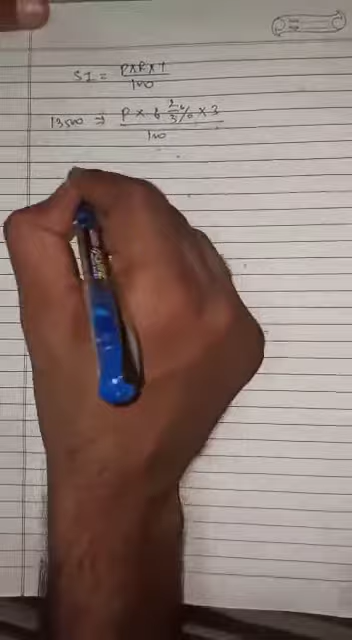 SI = P×R×T
100
13500 = P × 6 2/3% × 3
100